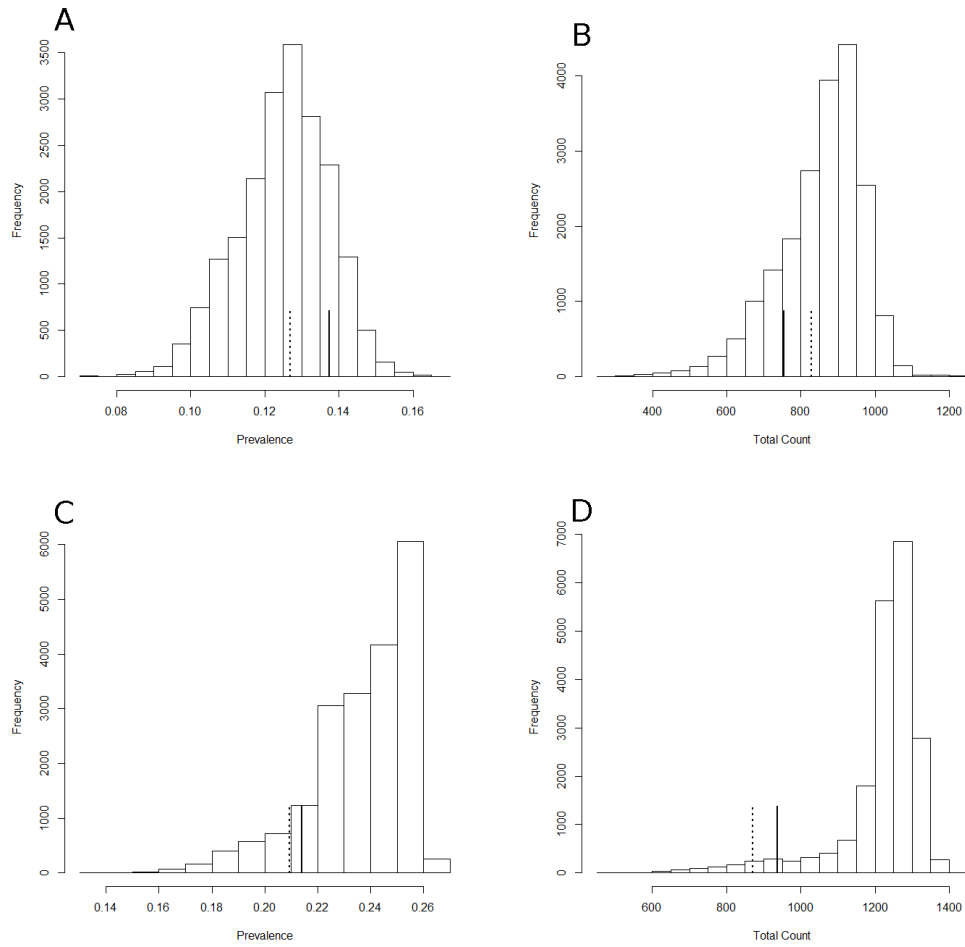 A
Frequency
0 500 1000 1500 2000 2500 3000 3500
0.08 0.10 0.12 0.14 0.16
Prevalence
B
Frequency
0 1000 2000 3000 4000
400 600 800 1000 1200
Total Count
C
Frequency
0 1000 2000 3000 4000 5000 6000
0.14 0.16 0.18 0.20 0.22 0.24 0.26
Prevalence
D
Frequency
0 1000 2000 3000 4000 5000 6000 7000
600 800 1000 1200 1400
Total Count